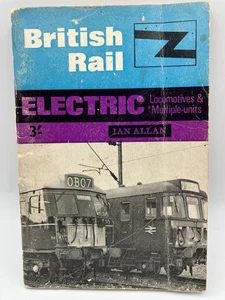 British
Rail
ELECTRIC Locomotives &
Multiple-units
3/-
IAN ALLAN
0B07